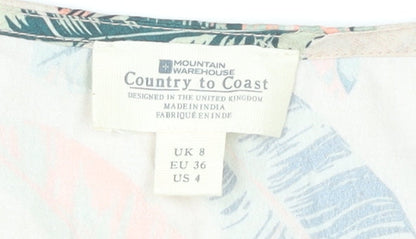 MOUNTAIN
WAREHOUSE
Country to Coast
DESIGNED IN THE UNITED KINGDOM
MADE IN INDIA
FABRIQUÉ EN INDE
UK 8
EU 36
US 4